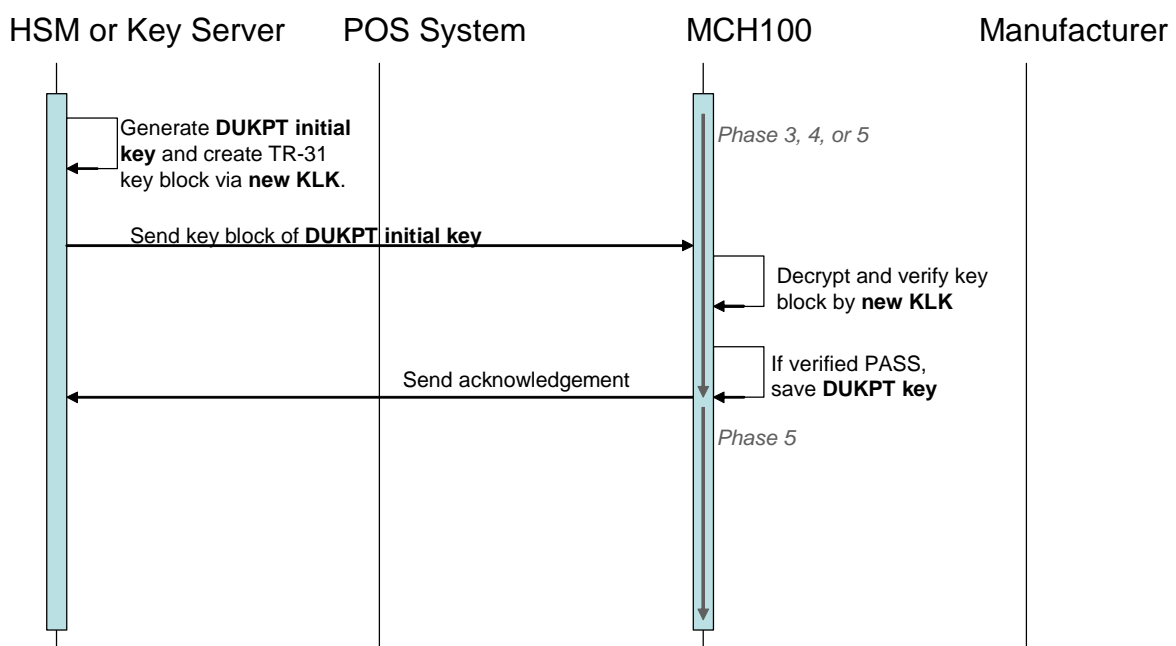 HSM or Key Server
POS System
MCH100
Manufacturer
Generate DUKPT initial
key and create TR-31
key block via new KLK.
Phase 3, 4, or 5
Send key block of DUKPT initial key
Decrypt and verify key
block by new KLK
If verified PASS,
save DUKPT key
Send acknowledgement
Phase 5